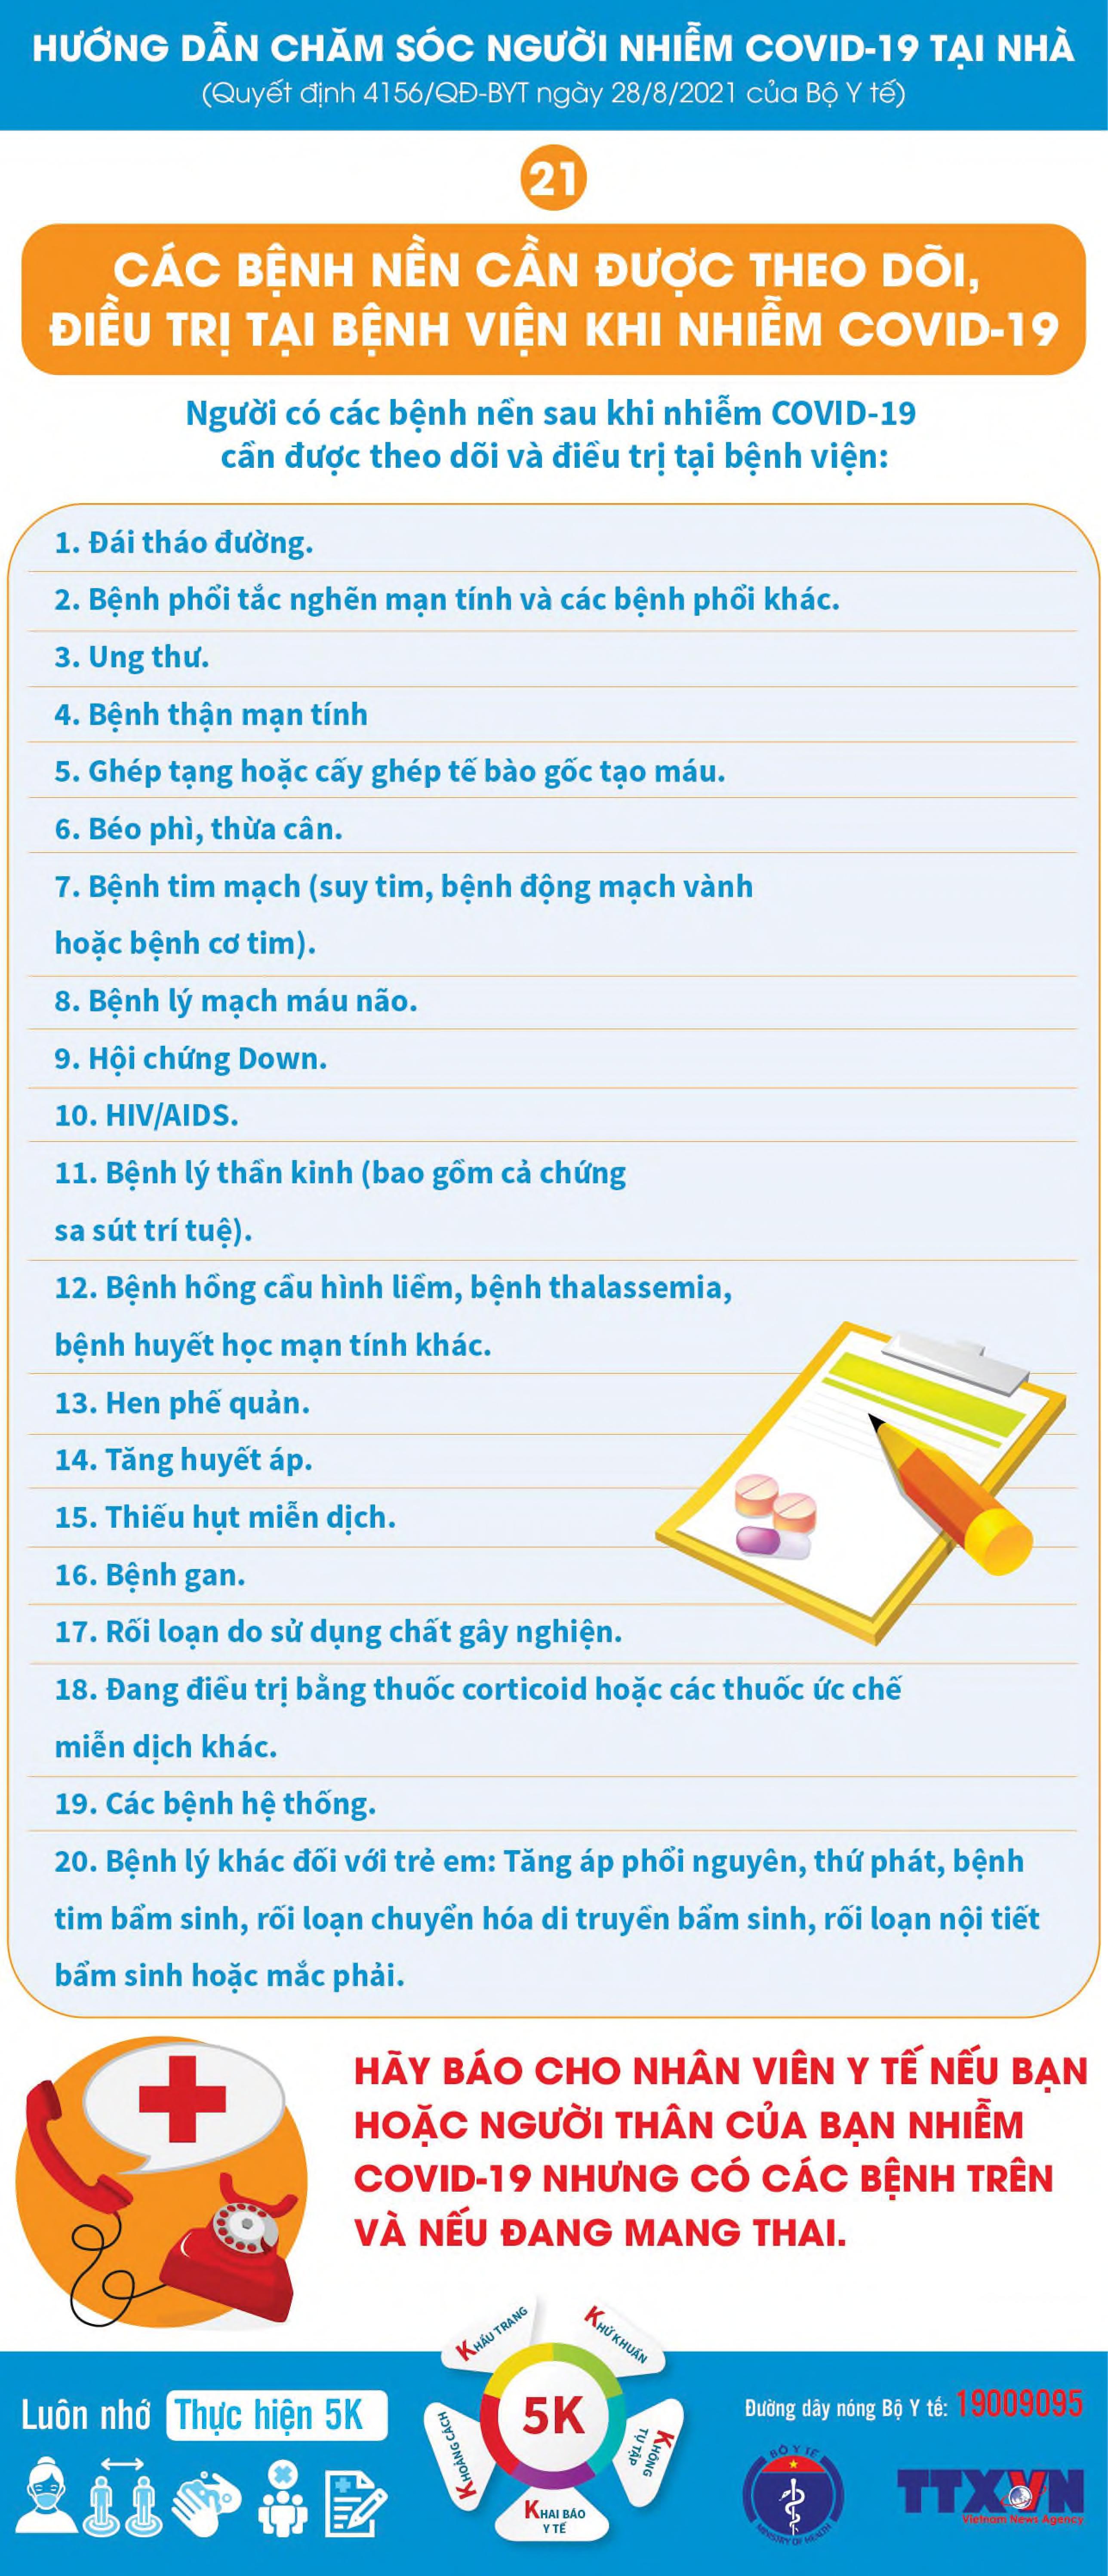 HƯỚNG DẪN CHĂM SÓC NGƯỜI NHIỄM COVID-19 TẠI NHÀ
(Quyết định 4156/QĐ-BYT ngày 28/8/2021 của Bộ Y tế)
21
CÁC BỆNH NỀN CẦN ĐƯỢC THEO DÕI,
ĐIỀU TRỊ TẠI BỆNH VIỆN KHI NHIỄM COVID-19
Người có các bệnh nền sau khi nhiễm COVID-19
cần được theo dõi và điều trị tại bệnh viện:
1. Đái tháo đường.
2. Bệnh phổi tắc nghẽn mạn tính và các bệnh phổi khác.
3. Ung thư.
4. Bệnh thận mạn tính
5. Ghép tạng hoặc cấy ghép tế bào gốc tạo máu.
6. Béo phì, thừa cân.
7. Bệnh tim mạch (suy tim, bệnh động mạch vành
hoặc bệnh cơ tim).
8. Bệnh lý mạch máu não.
9. Hội chứng Down.
10. HIV/AIDS.
11. Bệnh lý thần kinh (bao gồm cả chứng
sa sút trí tuệ).
12. Bệnh hồng cầu hình liềm, bệnh thalassemia,
bệnh huyết học mạn tính khác.
13. Hen phế quản.
14. Tăng huyết áp.
15. Thiếu hụt miễn dịch.
16. Bệnh gan.
17. Rối loạn do sử dụng chất gây nghiện.
18. Đang điều trị bằng thuốc corticoid hoặc các thuốc ức chế
miễn dịch khác.
19. Các bệnh hệ thống.
20. Bệnh lý khác đối với trẻ em: Tăng áp phổi nguyên, thứ phát, bệnh
tim bẩm sinh, rối loạn chuyển hóa di truyền bẩm sinh, rối loạn nội tiết
bẩm sinh hoặc mắc phải.
HÃY BÁO CHO NHÂN VIÊN Y TẾ NẾU BẠN
HOẶC NGƯỜI THÂN CỦA BẠN NHIỄM
COVID-19 NHƯNG CÓ CÁC BỆNH TRÊN
VÀ NẾU ĐANG MANG THAI.
Luôn nhớ Thực hiện 5K
KHẨU TRANG
KHỬ KHUẨN
KHOẢNG CÁCH
5K
KHÔNG
TỤ TẬP
KHAI BÁO
Y TẾ
Đường dây nóng Bộ Y tế: 19009095
BỘ Y TẾ
MINISTRY OF HEALTH
TTXVN
Vietnam News Agency